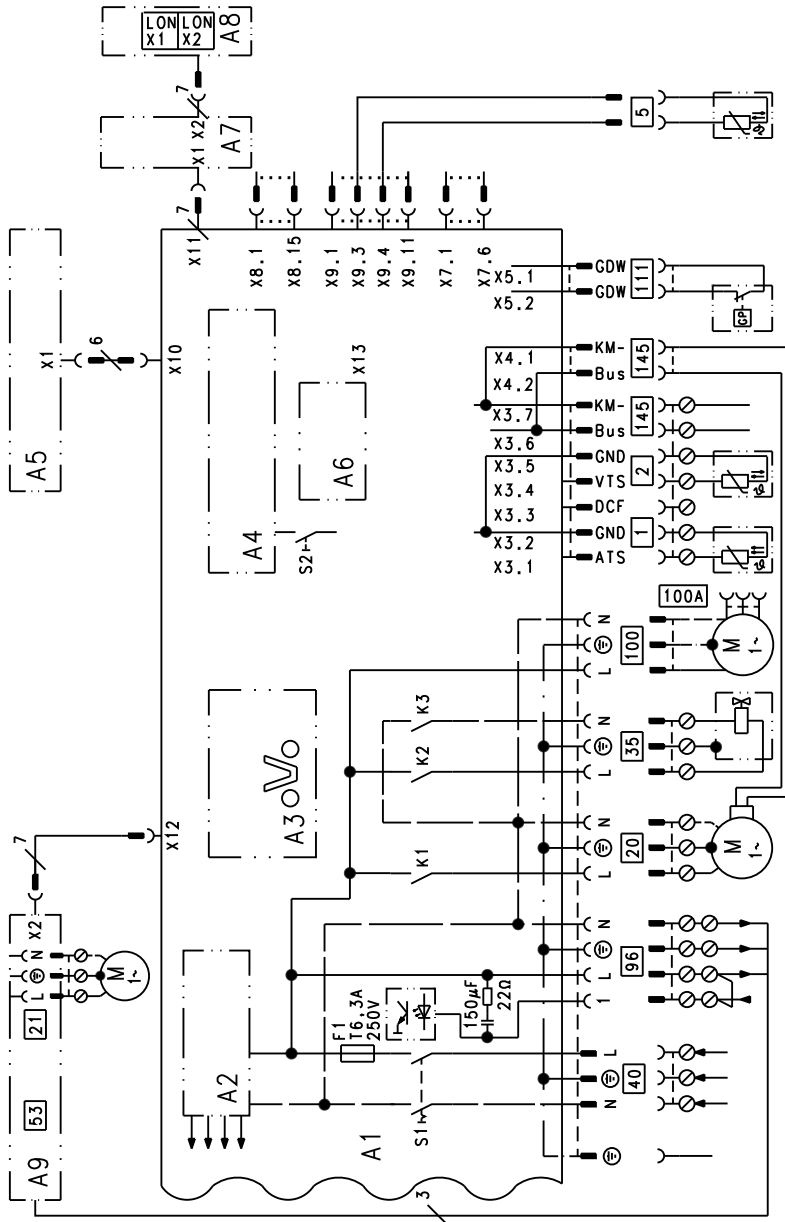 LON LON
X1 X2
A8
7
X1 X2
A7
7
X11
5
ϑ
X8.1
X8.15
X9.1
X9.3
X9.4
X9.11
X7.1
X7.6
X1
A5
6
X10
X13
A6
A4
S2
X5.1 GDW
X5.2 GDW
111
GP
X4.1 KM-
X4.2 Bus
145
X3.7 KM-
X3.6 Bus
145
X3.5 GND
X3.4 VTS
2
ϑ
X3.3 DCF
X3.2 GND
X3.1 ATS
1
ϑ
100A
N
L
100
M
1~
K3
K2
N
L
35
A3
X12
7
K1
N
L
20
M
1~
X2
N
L
M
1~
21
53
A9
N
L
1
96
150µF
22Ω
F1
T6,3A
250V
A2
S1
A1
L
N
40
3